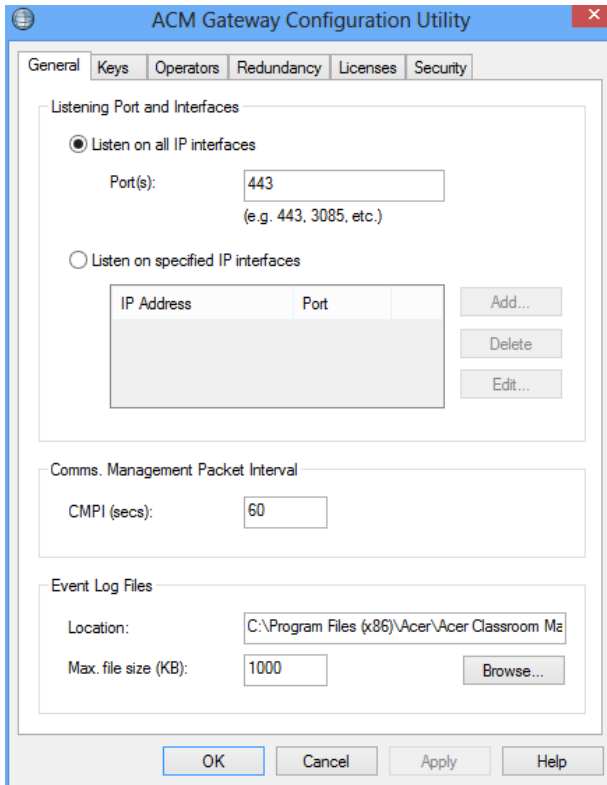 ACM Gateway Configuration Utility
General Keys Operators Redundancy Licenses Security
Listening Port and Interfaces
Listen on all IP interfaces
Port(s): 443
(e.g. 443, 3085, etc.)
Listen on specified IP interfaces
IP Address Port
Add...
Delete
Edit...
Comms. Management Packet Interval
CMPI (secs): 60
Event Log Files
Location: C:\Program Files (x86)\Acer\Acer Classroom Ma
Max. file size (KB): 1000 Browse...
OK Cancel Apply Help